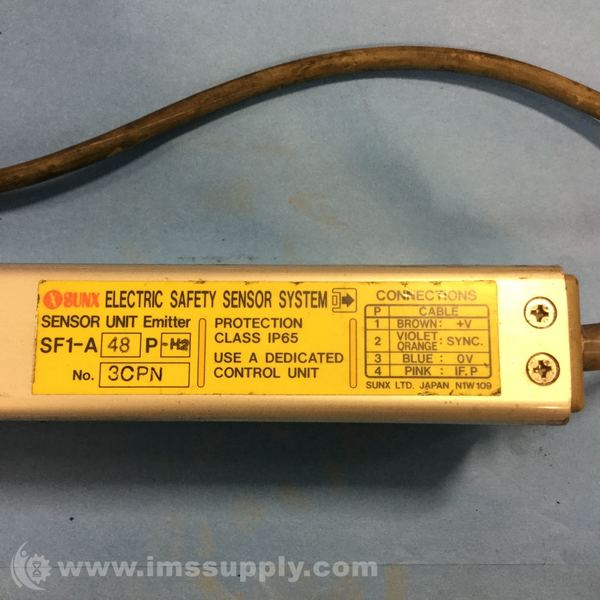 SUNX ELECTRIC SAFETY SENSOR SYSTEM
SENSOR UNIT Emitter
SF1-A 48 P -H2
No. 3CPN
PROTECTION
CLASS IP65
USE A DEDICATED
CONTROL UNIT
CONNECTIONS
P CABLE
1 BROWN: +V
2 VIOLET ORANGE: SYNC.
3 BLUE: 0V
4 PINK: IF.P
SUNX LTD. JAPAN N1W109
www.imssupply.com